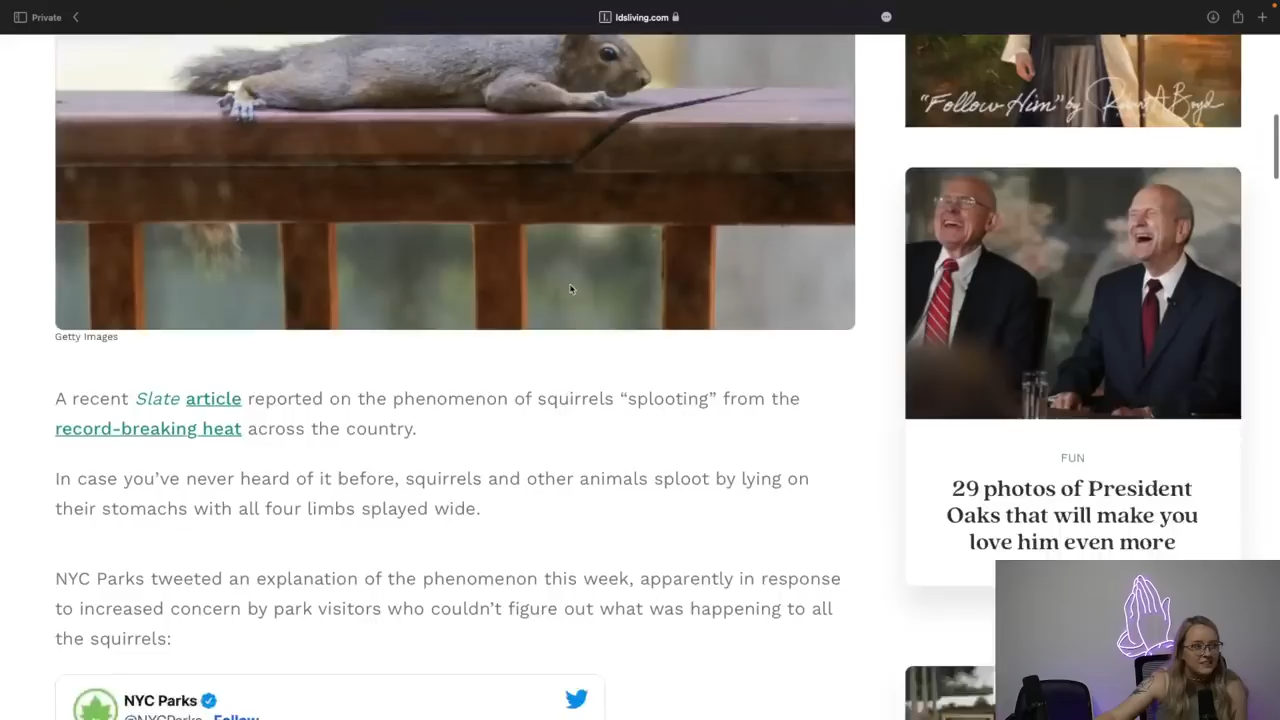 Private
ldsliving.com
"Follow Him" by Robert A Boyd
Getty Images
A recent Slate article reported on the phenomenon of squirrels “splooting” from the
record-breaking heat across the country.
In case you’ve never heard of it before, squirrels and other animals sploot by lying on
their stomachs with all four limbs splayed wide.
NYC Parks tweeted an explanation of the phenomenon this week, apparently in response
to increased concern by park visitors who couldn’t figure out what was happening to all
the squirrels:
NYC Parks
@NYCParks · Follow
FUN
29 photos of President
Oaks that will make you
love him even more